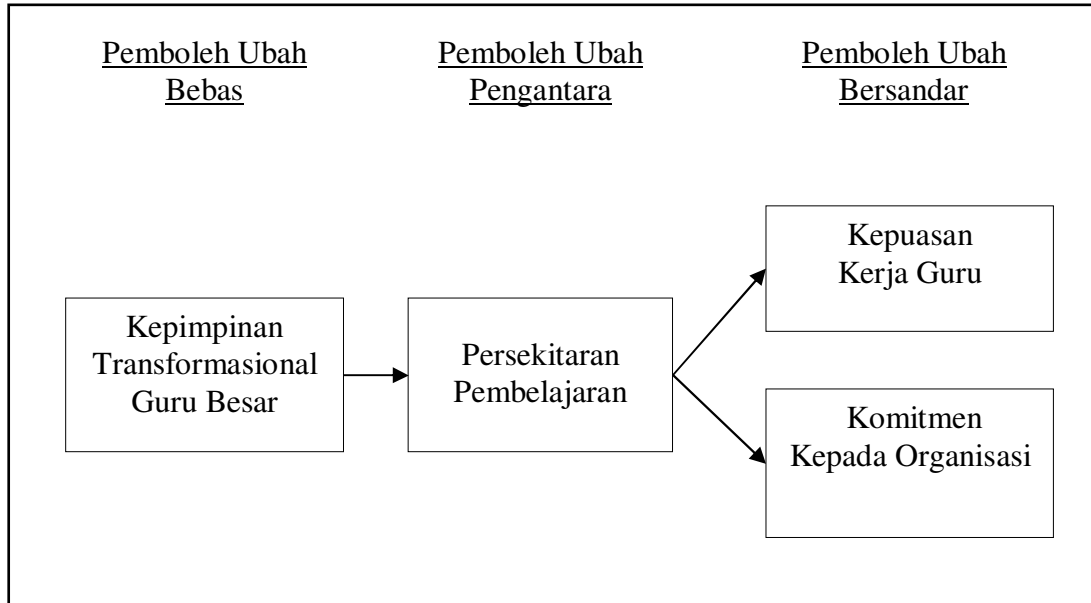 Pemboleh Ubah
Bebas
Pemboleh Ubah
Pengantara
Pemboleh Ubah
Bersandar
Kepimpinan
Transformasional
Guru Besar
Persekitaran
Pembelajaran
Kepuasan
Kerja Guru
Komitmen
Kepada Organisasi